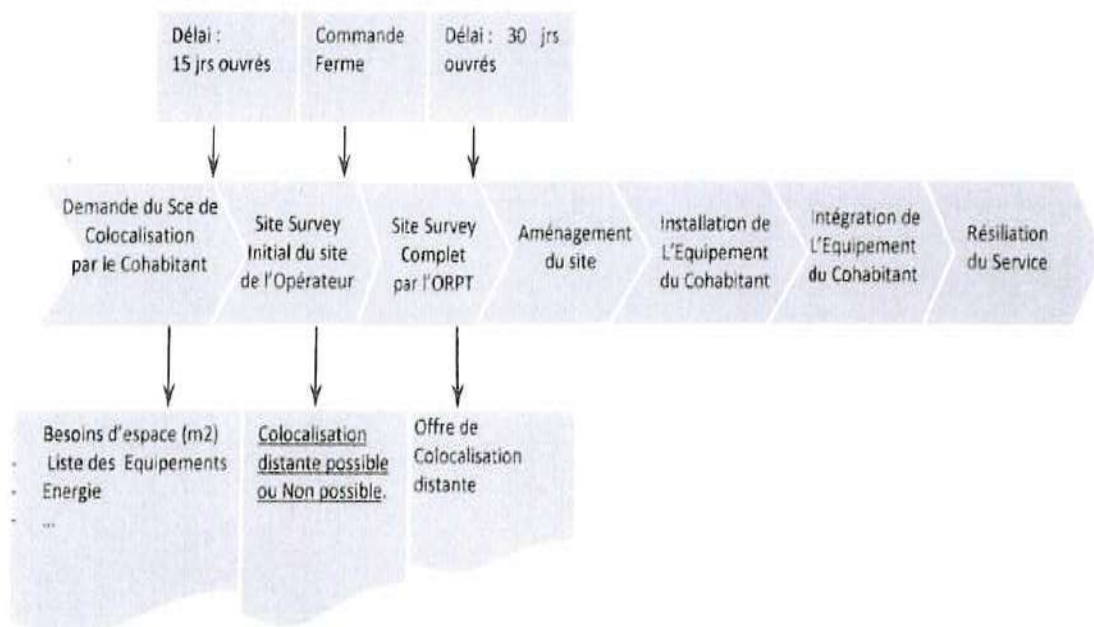 Délai :
15 jrs ouvrés
Commande
Ferme
Délai : 30 jrs
ouvrés
Demande du Sce de
Colocalisation
par le Cohabitant
Site Survey
Initial du site
de l'Opérateur
Site Survey
Complet
par l'ORPT
Aménagement
du site
Installation de
L'Equipement
du Cohabitant
Intégration de
L'Equipement
du Cohabitant
Résiliation
du Service
Besoins d'espace (m2)
- Liste des Equipements
- Energie
- ...
Colocalisation
distante possible
ou Non possible.
Offre de
Colocalisation
distante